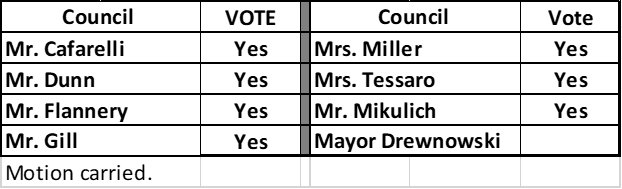 Council VOTE Council Vote
Mr. Cafarelli Yes Mrs. Miller Yes
Mr. Dunn Yes Mrs. Tessaro Yes
Mr. Flannery Yes Mr. Mikulich Yes
Mr. Gill Yes Mayor Drewnowski
Motion carried.